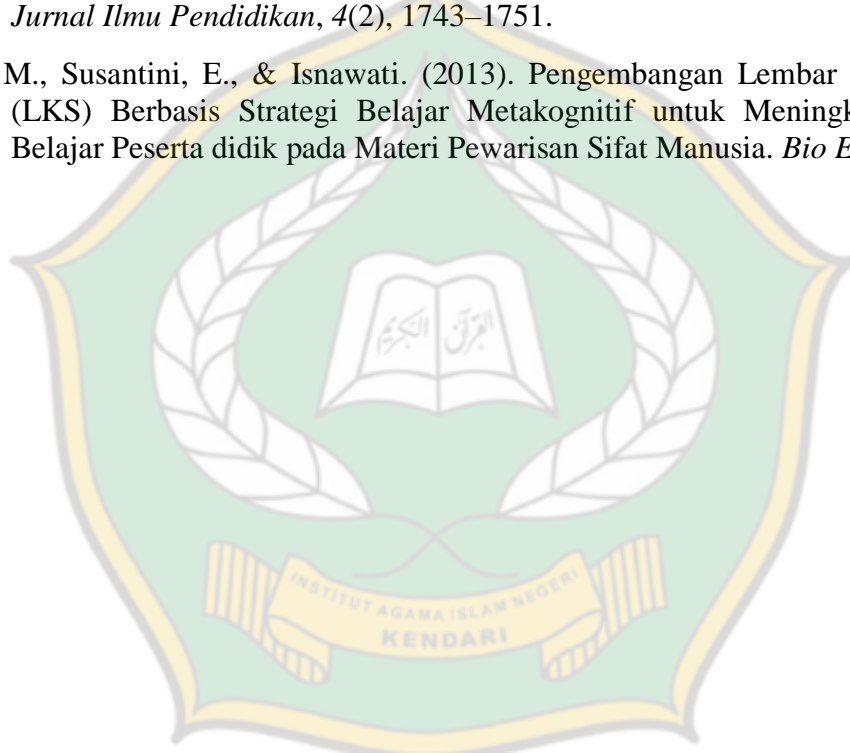 Jurnal Ilmu Pendidikan, 4(2), 1743–1751.
M., Susantini, E., & Isnawati. (2013). Pengembangan Lembar
(LKS) Berbasis Strategi Belajar Metakognitif untuk Meningk
Belajar Peserta didik pada Materi Pewarisan Sifat Manusia. Bio E
القرآن الكريم
INSTITUT AGAMA ISLAM NEGERI
KENDARI